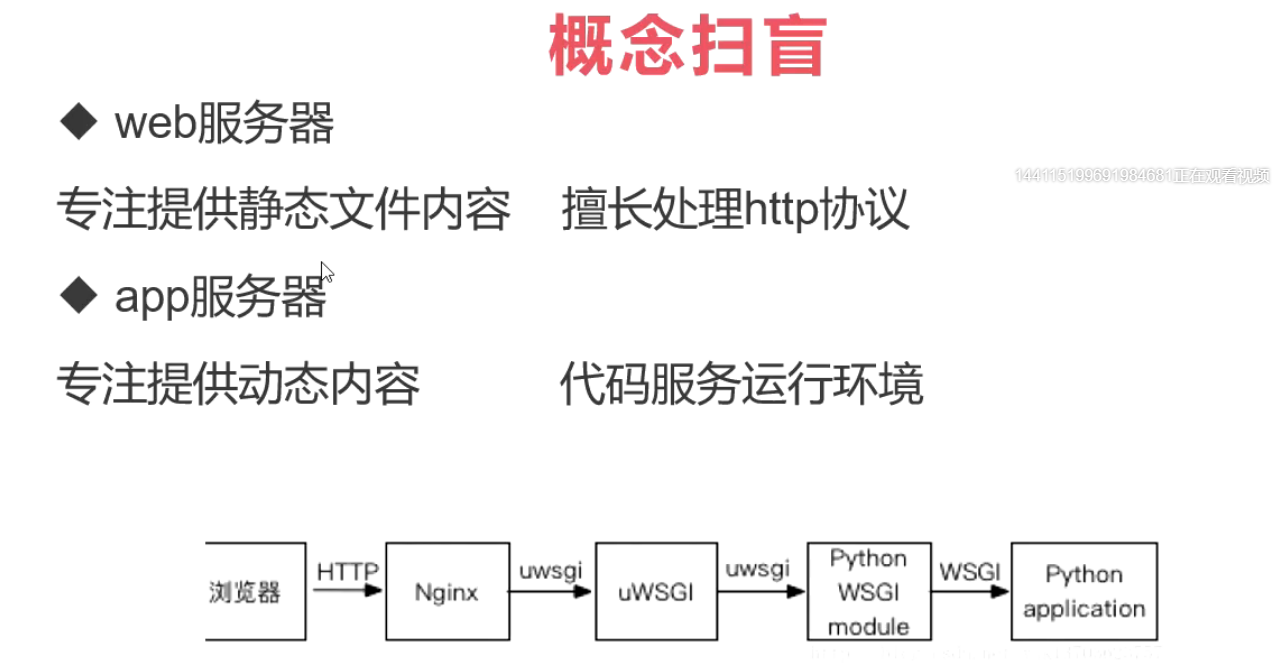 概念扫盲
◆ web服务器
144115199691984681正在观看视频
专注提供静态文件内容 擅长处理http协议
◆ app服务器
专注提供动态内容 代码服务运行环境
浏览器
HTTP
Nginx
uwsgi
uWSGI
uwsgi
Python
WSGI
module
WSGI
Python
application